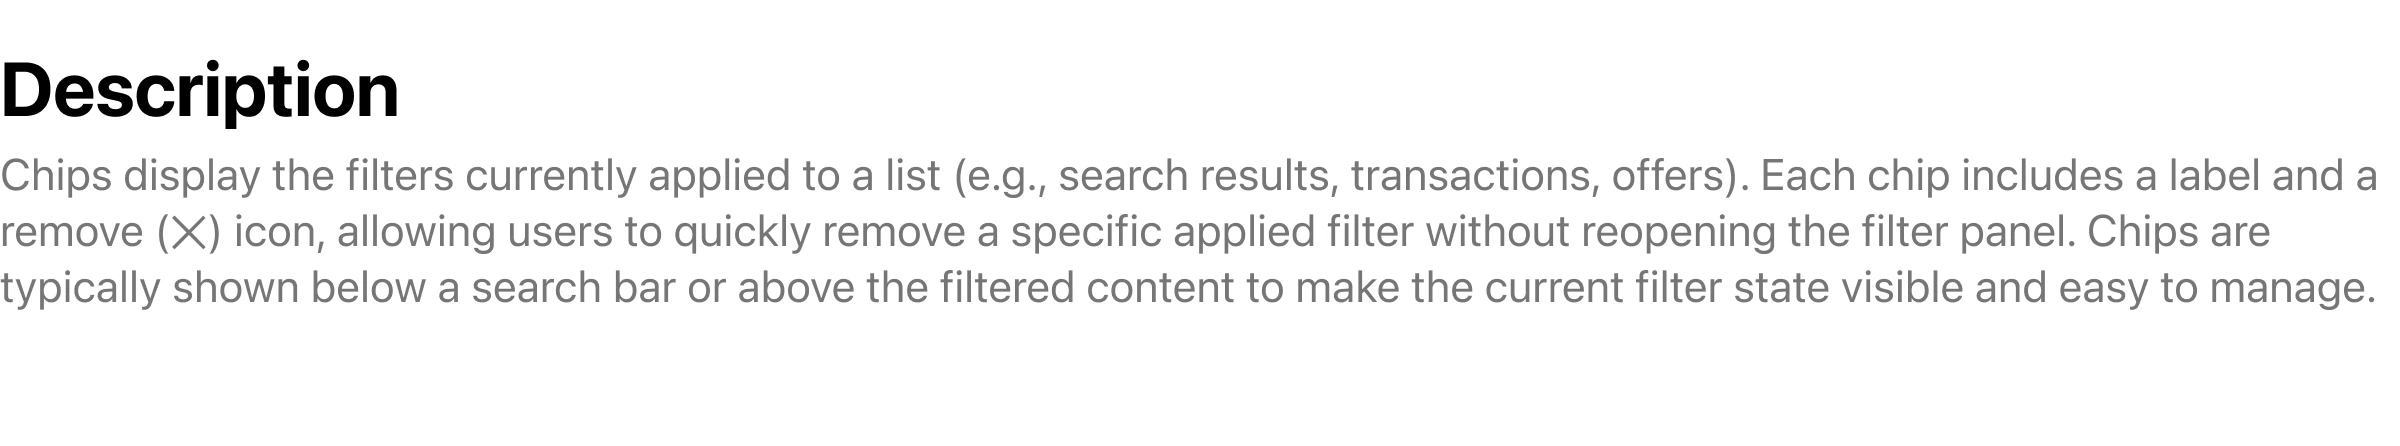 Description
Chips display the filters currently applied to a list (e.g., search results, transactions, offers). Each chip includes a label and a
remove (✕) icon, allowing users to quickly remove a specific applied filter without reopening the filter panel. Chips are
typically shown below a search bar or above the filtered content to make the current filter state visible and easy to manage.